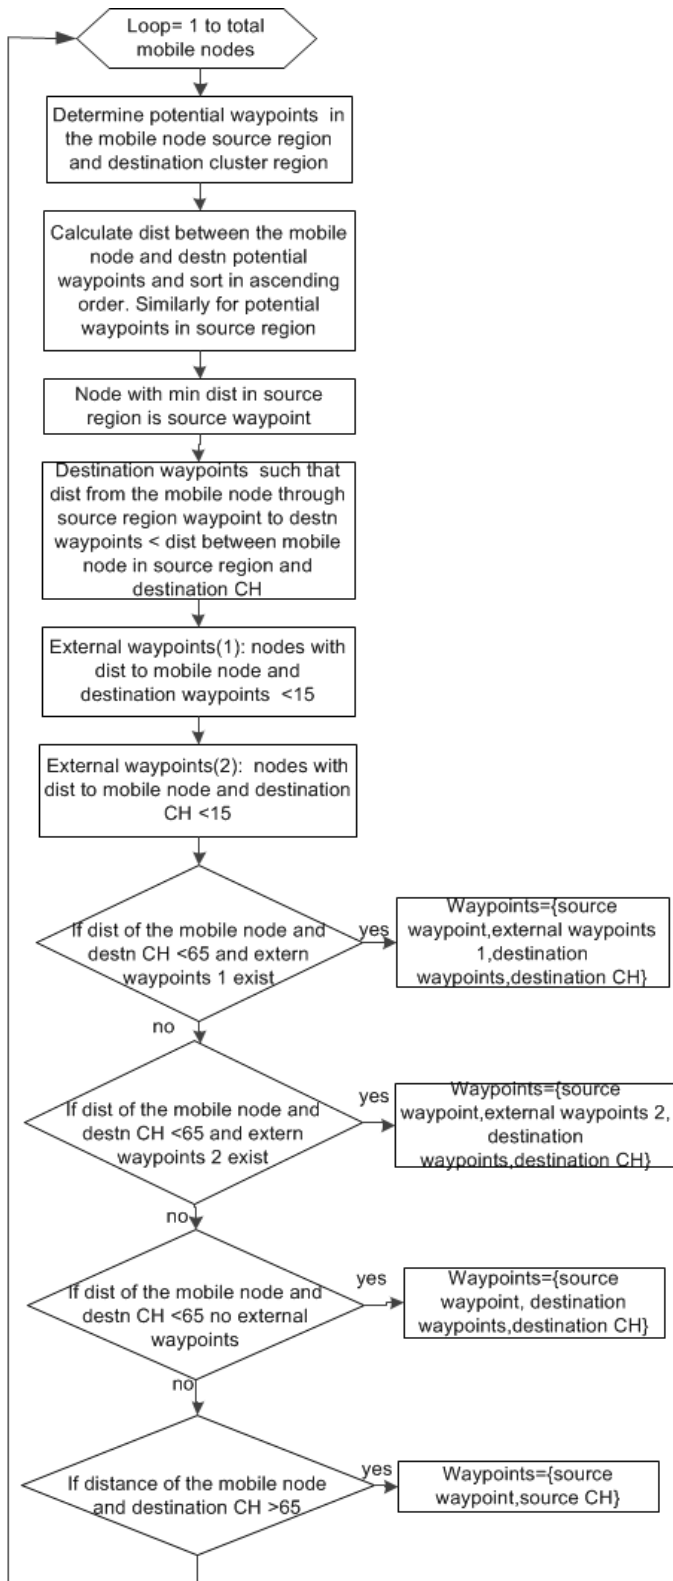 Loop= 1 to total
mobile nodes
Determine potential waypoints in
the mobile node source region
and destination cluster region
Calculate dist between the mobile
node and destn potential
waypoints and sort in ascending
order. Similarly for potential
waypoints in source region
Node with min dist in source
region is source waypoint
Destination waypoints such that
dist from the mobile node through
source region waypoint to destn
waypoints < dist between mobile
node in source region and
destination CH
External waypoints(1): nodes with
dist to mobile node and
destination waypoints <15
External waypoints(2): nodes with
dist to mobile node and destination
CH <15
If dist of the mobile node and
destn CH <65 and extern
waypoints 1 exist
yes
Waypoints={source
waypoint,external waypoints
1,destination
waypoints,destination CH}
no
If dist of the mobile node and
destn CH <65 and extern
waypoints 2 exist
yes
Waypoints={source
waypoint,external waypoints 2,
destination
waypoints,destination CH}
no
If dist of the mobile node and
destn CH <65 no external
waypoints
yes
Waypoints={source
waypoint, destination
waypoints,destination CH}
no
If distance of the mobile node
and destination CH >65
yes
Waypoints={source
waypoint,source CH}